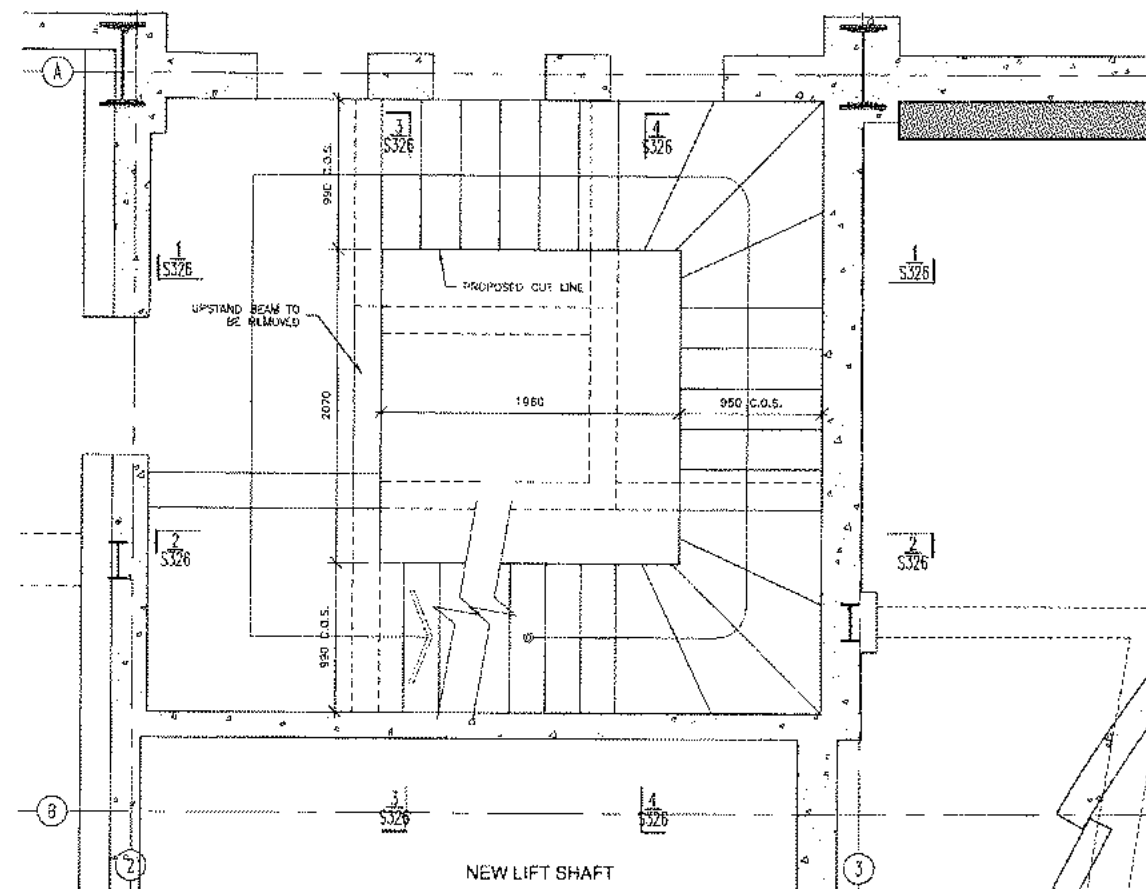 A
3
S326
4
S326
990 C.O.S.
1
S326
1
S326
PROPOSED CUT LINE
UPSTAND BEAM TO
BE REMOVED
2070
1960
950 C.O.S.
2
S326
2
S326
990 C.O.S.
B
3
S326
4
S326
2
3
NEW LIFT SHAFT